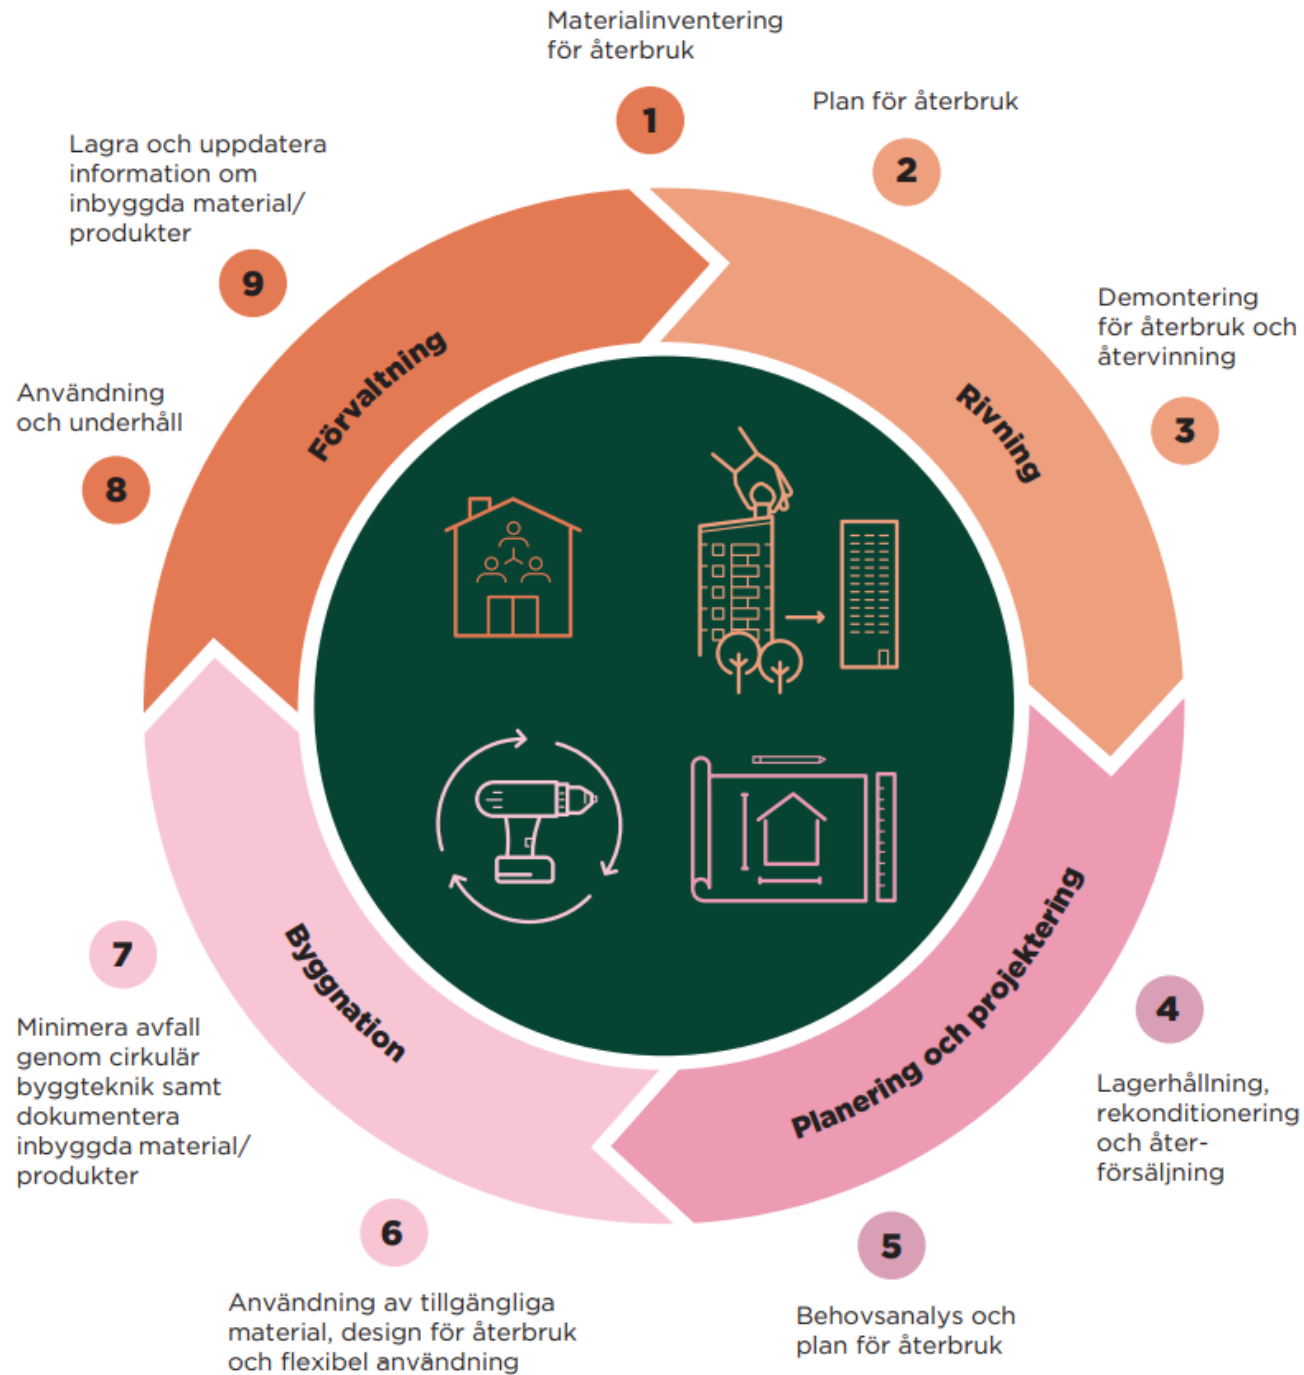 Materialinventering
för återbruk
1
Plan för återbruk
2
Demontering
för återbruk och
återvinning
3
Rivning
4
Lagerhållning,
rekonditionering
och åter-
försäljning
Planering och projektering
5
Behovsanalys och
plan för återbruk
6
Användning av tillgängliga
material, design för återbruk
och flexibel användning
Byggnation
7
Minimera avfall
genom cirkulär
byggteknik samt
dokumentera
inbyggda material/
produkter
Användning
och underhåll
8
Förvaltning
Lagra och uppdatera
information om
inbyggda material/
produkter
9